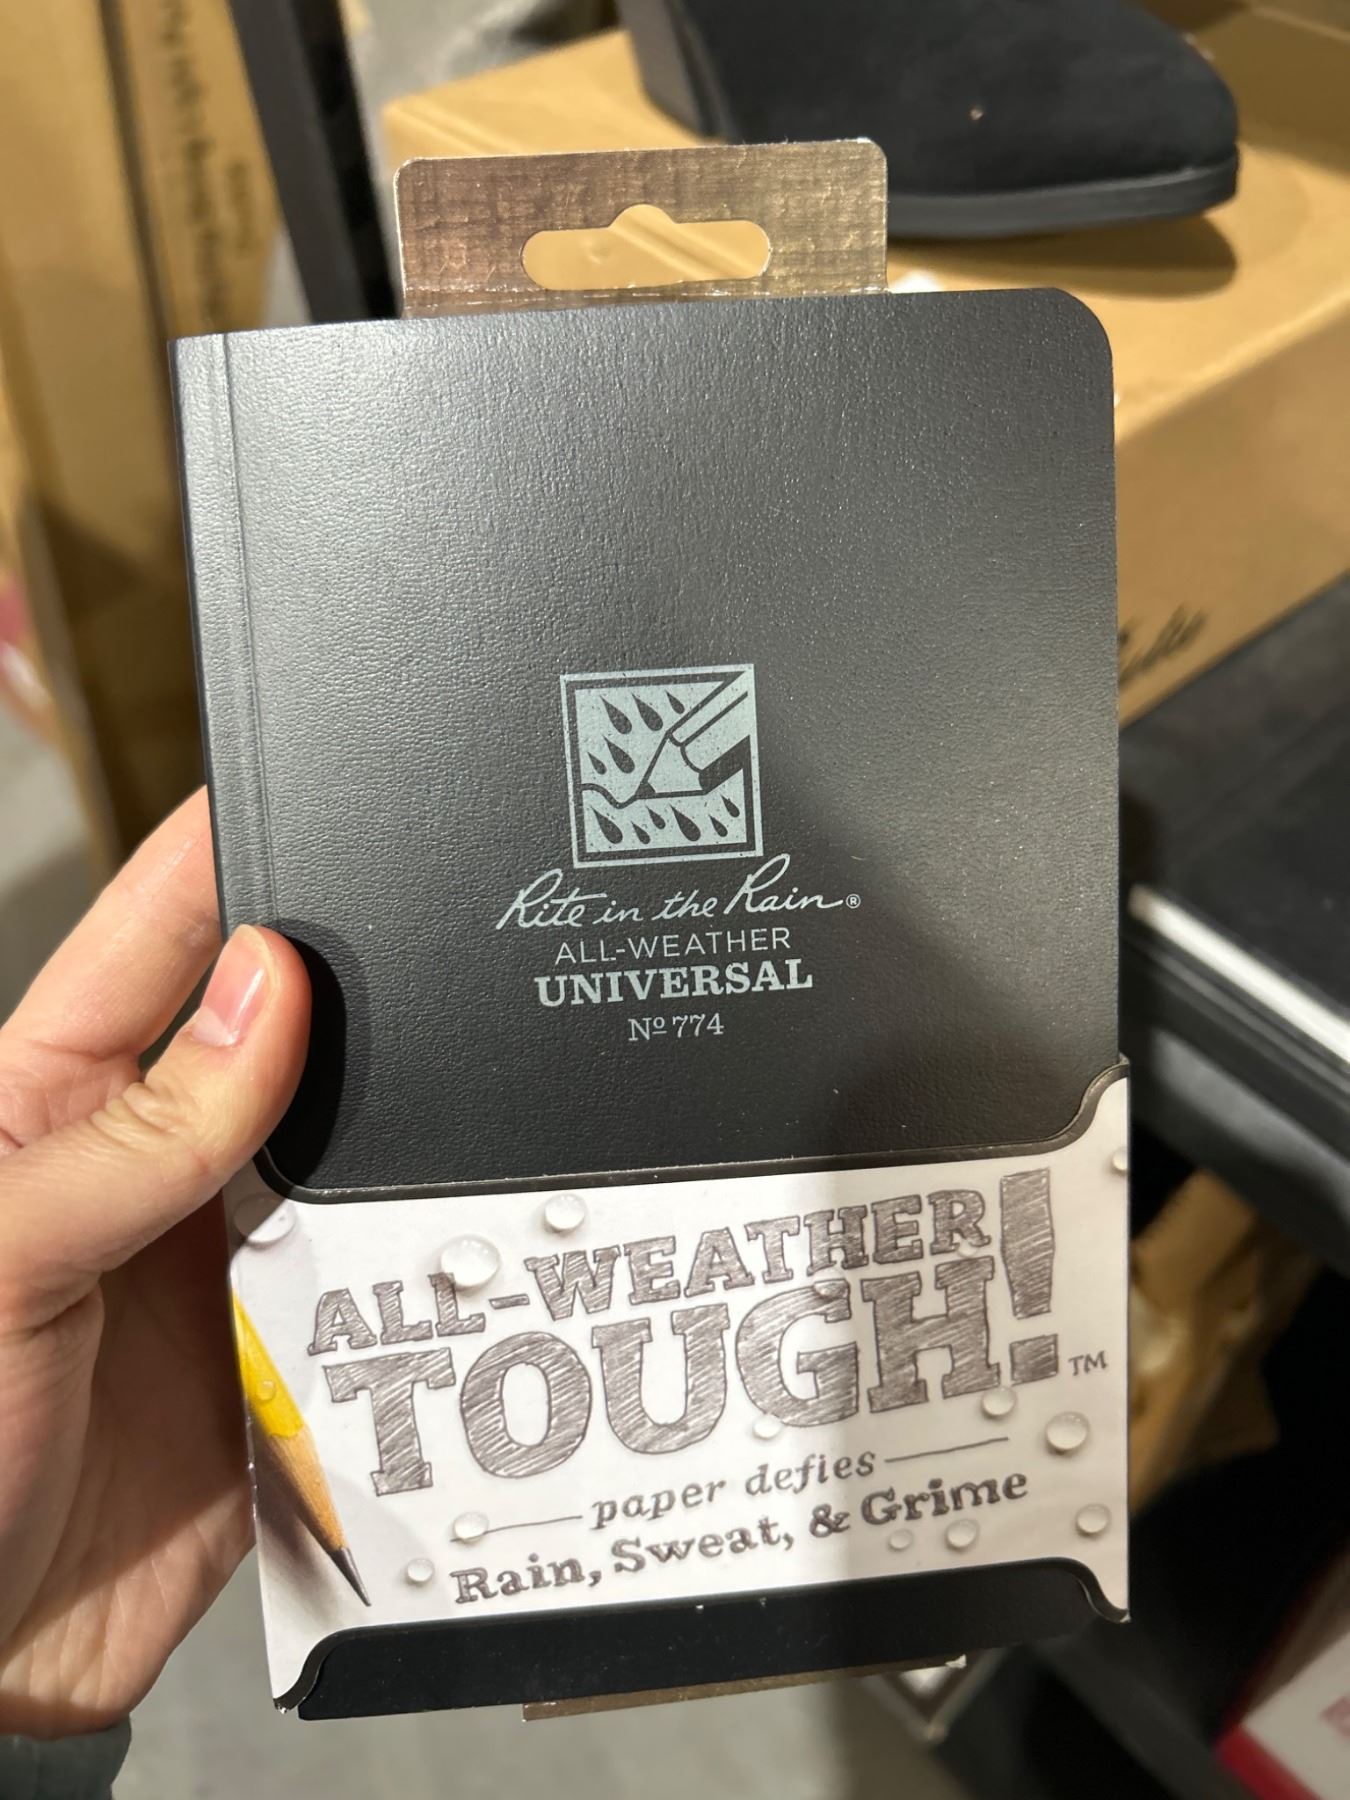 Rite in the Rain®
ALL-WEATHER
UNIVERSAL
Nº 774
ALL-WEATHER
TOUGH!™
paper defies
Rain, Sweat, & Grime